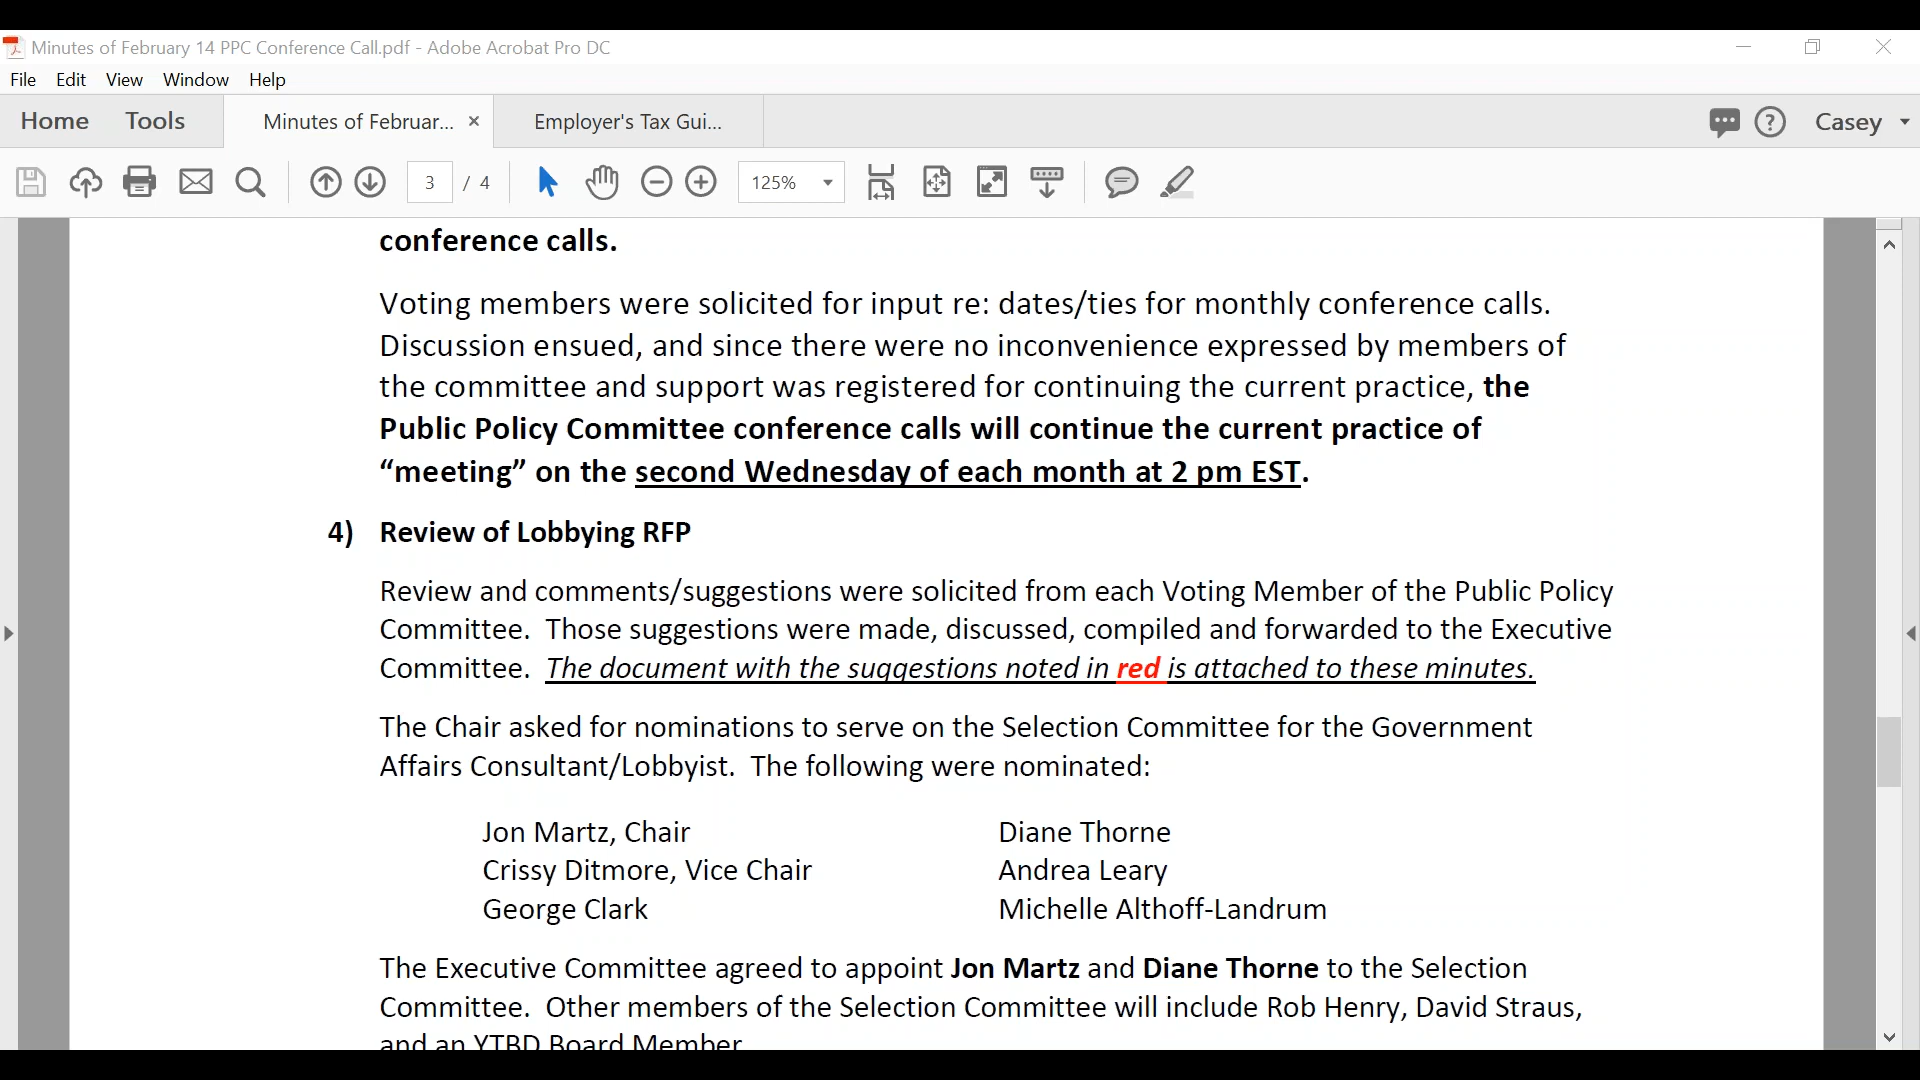 Minutes of February 14 PPC Conference Call.pdf - Adobe Acrobat Pro DC
File Edit View Window Help
Home Tools Minutes of Februar... × Employer's Tax Gui... ? Casey
3 / 4 125%
conference calls.
Voting members were solicited for input re: dates/ties for monthly conference calls.
Discussion ensued, and since there were no inconvenience expressed by members of
the committee and support was registered for continuing the current practice, the
Public Policy Committee conference calls will continue the current practice of
“meeting” on the second Wednesday of each month at 2 pm EST.
4) Review of Lobbying RFP
Review and comments/suggestions were solicited from each Voting Member of the Public Policy
Committee. Those suggestions were made, discussed, compiled and forwarded to the Executive
Committee. The document with the suggestions noted in red is attached to these minutes.
The Chair asked for nominations to serve on the Selection Committee for the Government
Affairs Consultant/Lobbyist. The following were nominated:
Jon Martz, Chair Diane Thorne
Crissy Ditmore, Vice Chair Andrea Leary
George Clark Michelle Althoff-Landrum
The Executive Committee agreed to appoint Jon Martz and Diane Thorne to the Selection
Committee. Other members of the Selection Committee will include Rob Henry, David Straus,
and an YTBD Board Member